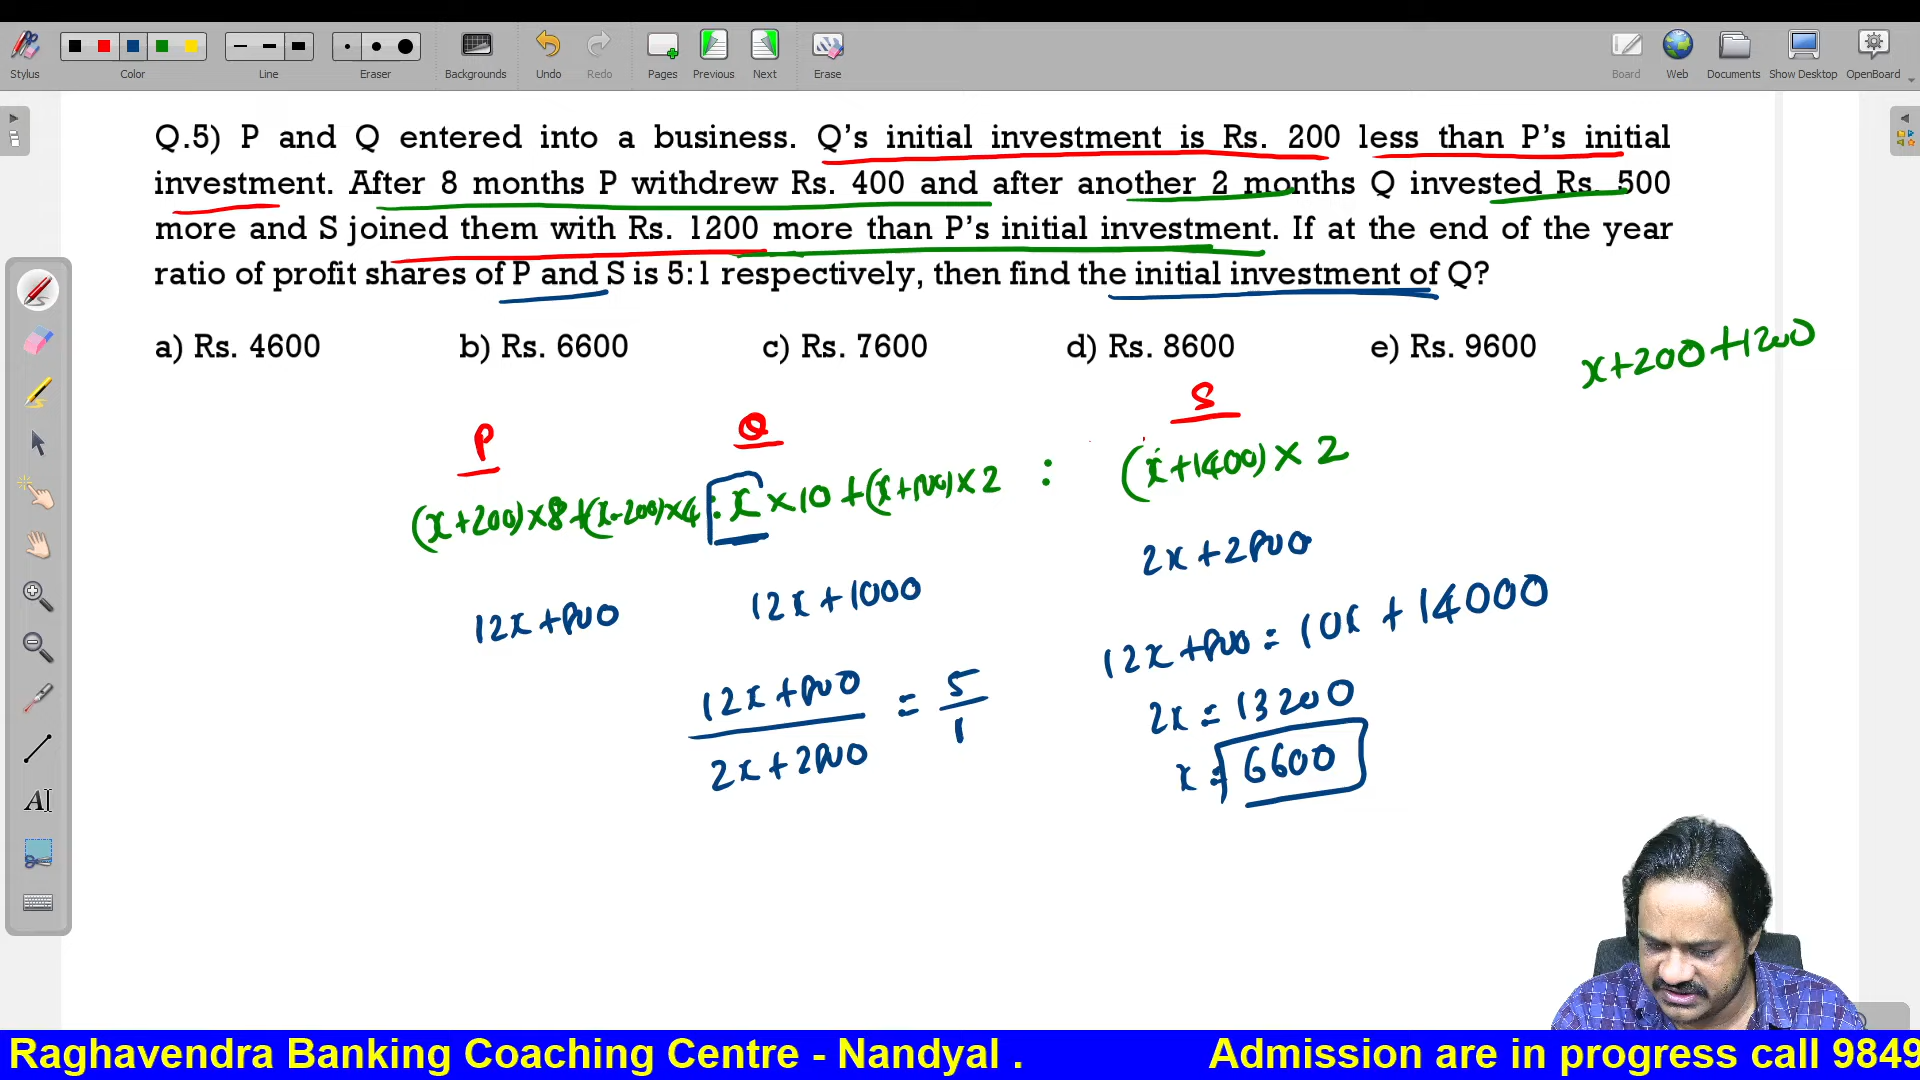 Stylus Color Line Eraser Backgrounds Undo Redo Pages Previous Next Erase Board Web Documents Show Desktop OpenBoard
Q.5) P and Q entered into a business. Q's initial investment is Rs. 200 less than P's initial
investment. After 8 months P withdrew Rs. 400 and after another 2 months Q invested Rs. 500
more and S joined them with Rs. 1200 more than P's initial investment. If at the end of the year
ratio of profit shares of P and S is 5:1 respectively, then find the initial investment of Q?
a) Rs. 4600 b) Rs. 6600 c) Rs. 7600 d) Rs. 8600 e) Rs. 9600
x+200+1200
P Q S
(x+200)×8+(x-200)×4 : x×10+(x+500)×2 : (x+1400)×2
12x+800 12x+1000 2x+2800
12x+800 = 10x+14000
12x+800 = 5
2x+2800 1
2x = 13200
x = 6600
Raghavendra Banking Coaching Centre - Nandyal . Admission are in progress call 9849